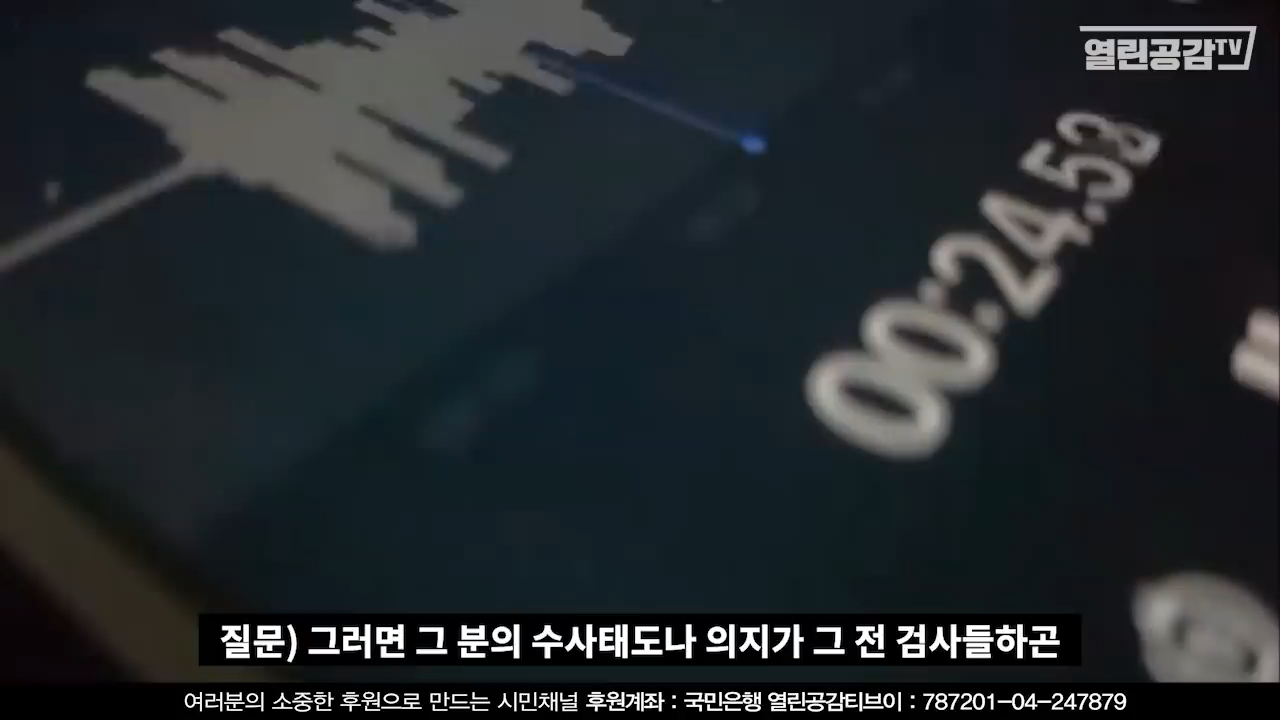 열린공감TV
00:24.58
질문) 그러면 그 분의 수사태도나 의지가 그 전 검사들하곤
여러분의 소중한 후원으로 만드는 시민채널 후원계좌 : 국민은행 열린공감티브이 : 787201-04-247879